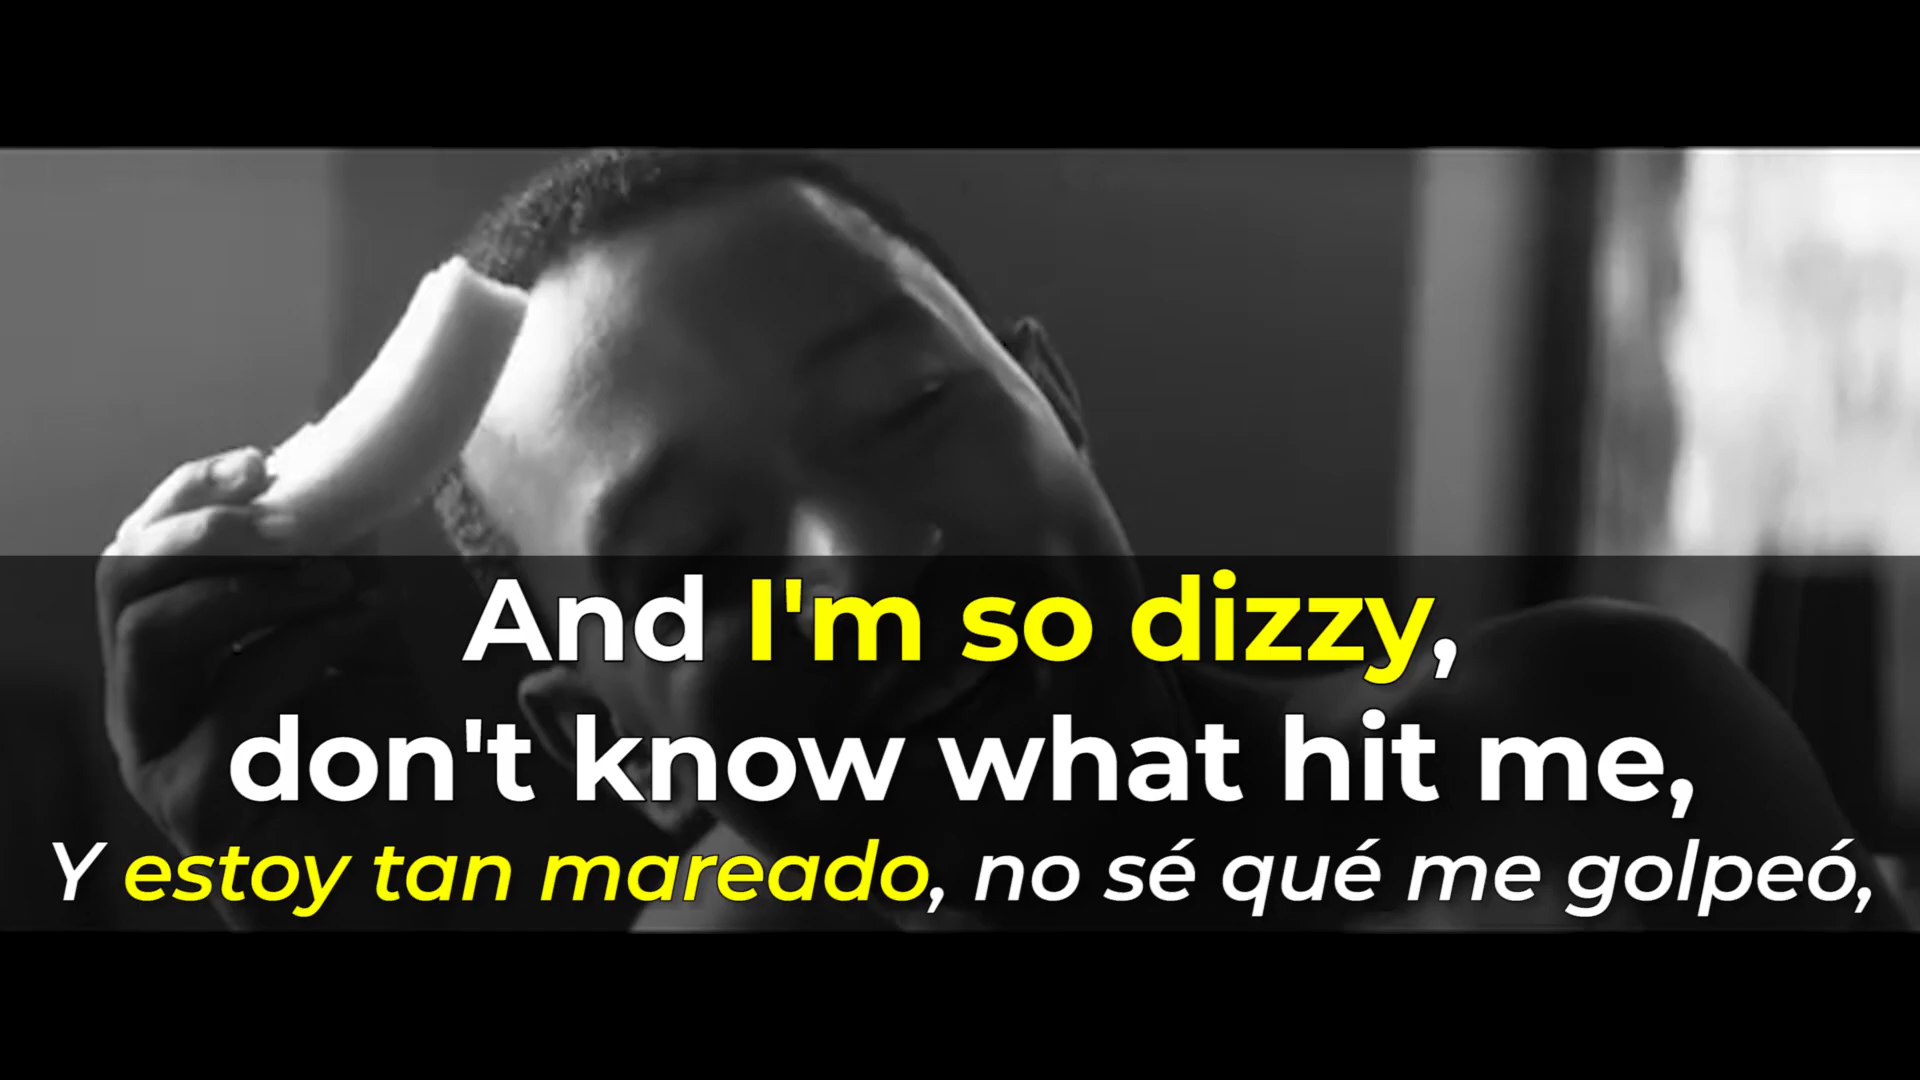 And I'm so dizzy,
don't know what hit me,
Y estoy tan mareado, no sé qué me golpeó,